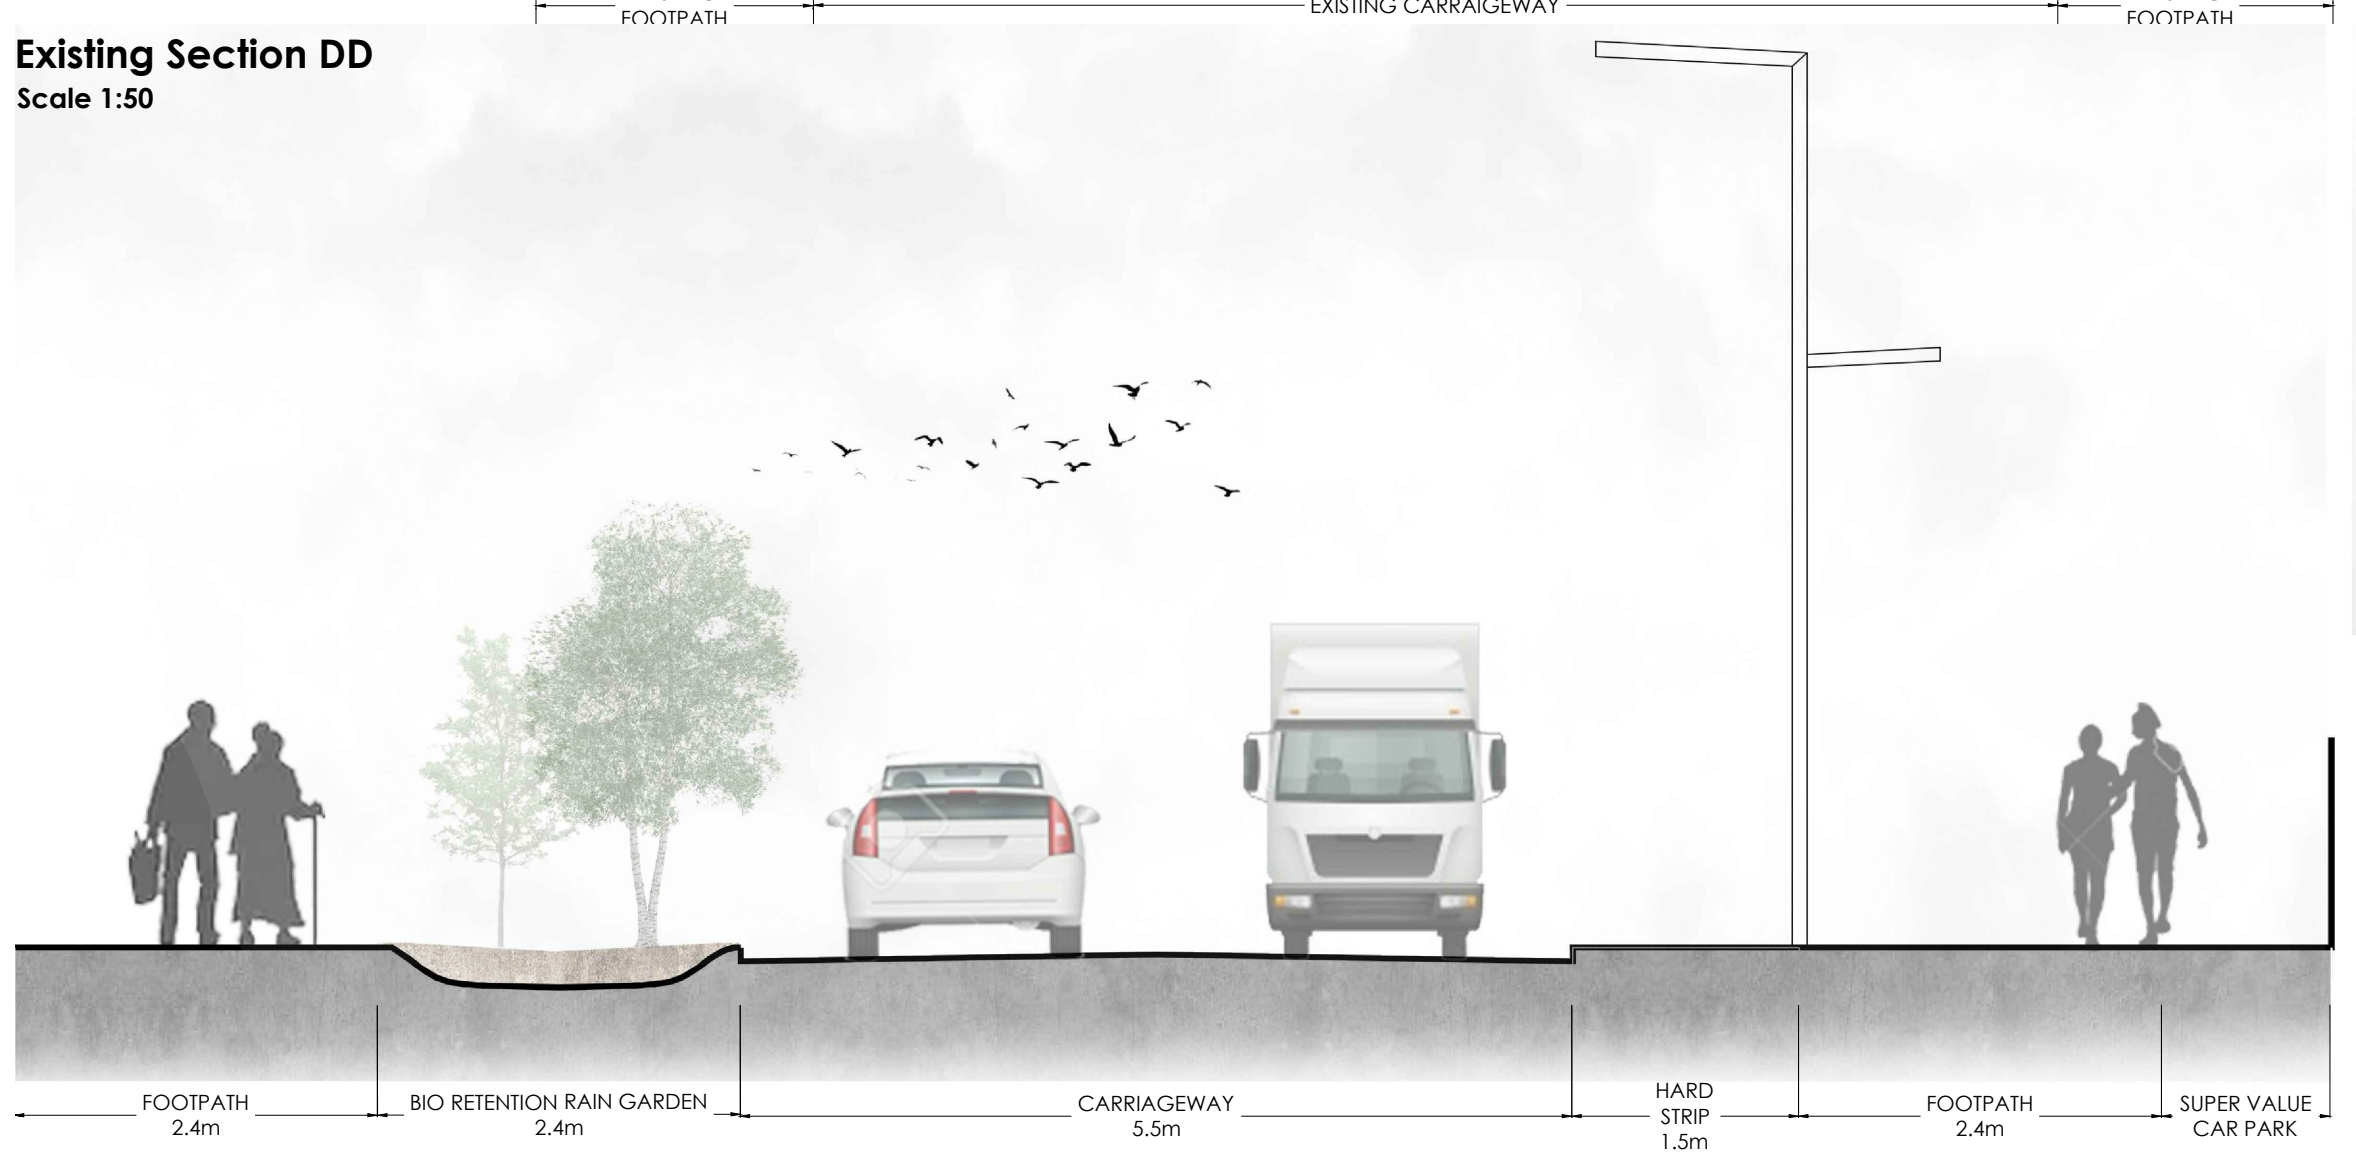 FOOTPATH
EXISTING CARRAIGEWAY
FOOTPATH
Existing Section DD
Scale 1:50
FOOTPATH
2.4m
BIO RETENTION RAIN GARDEN
2.4m
CARRIAGEWAY
5.5m
HARD
STRIP
1.5m
FOOTPATH
2.4m
SUPER VALUE
CAR PARK